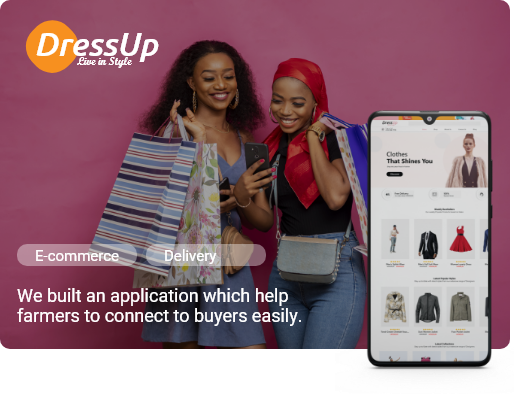 DressUp
Live in Style
Clothes
That Shines You
E-commerce
Delivery
We built an application which help
farmers to connect to buyers easily.